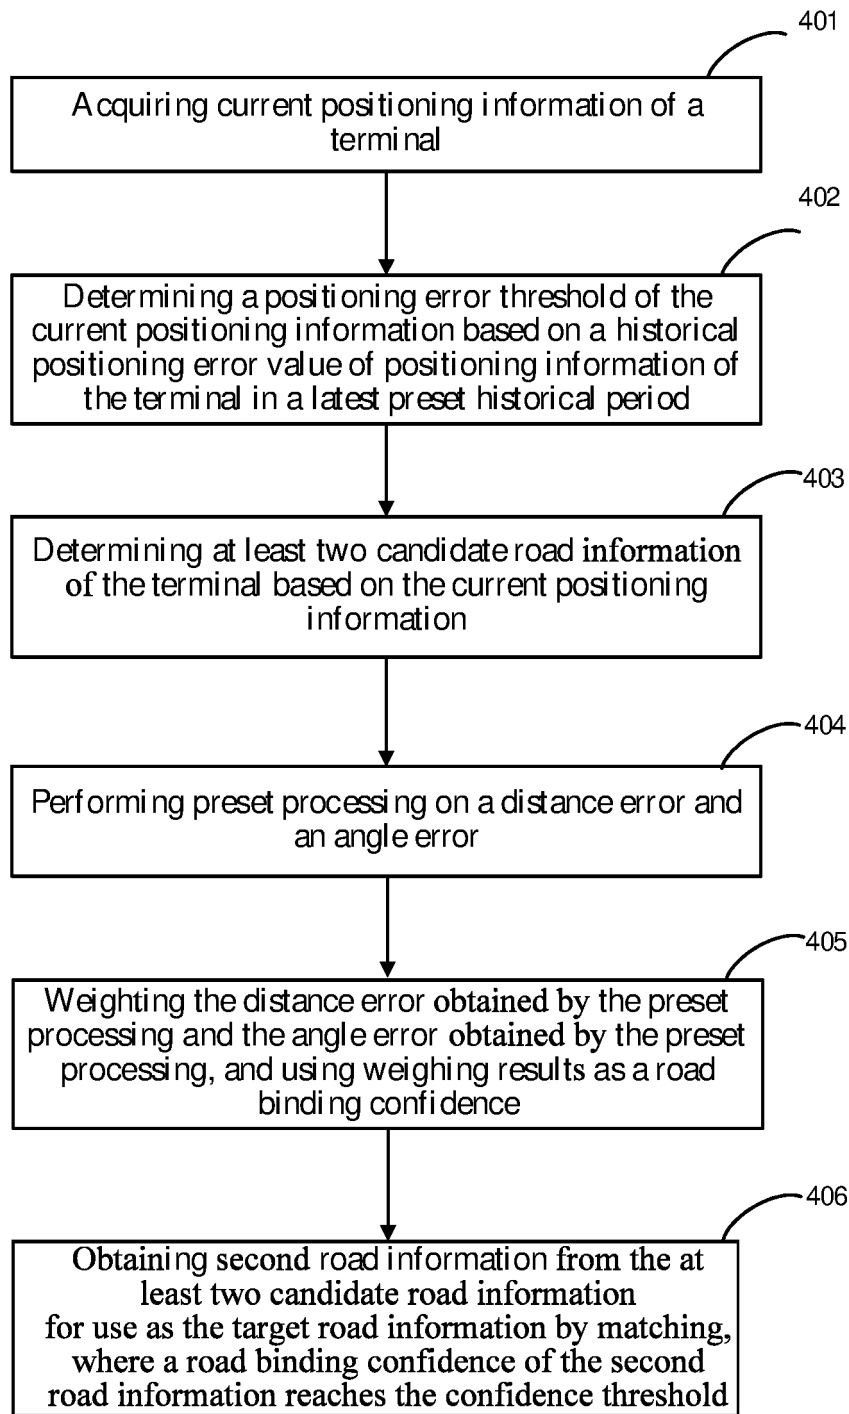 401
Acquiring current positioning information of a
terminal
402
Determining a positioning error threshold of the
current positioning information based on a historical
positioning error value of positioning information of
the terminal in a latest preset historical period
403
Determining at least two candidate road information
of the terminal based on the current positioning
information
404
Performing preset processing on a distance error and
an angle error
405
Weighting the distance error obtained by the preset
processing and the angle error obtained by the preset
processing, and using weighing results as a road
binding confidence
406
Obtaining second road information from the at
least two candidate road information
for use as the target road information by matching,
where a road binding confidence of the second
road information reaches the confidence threshold